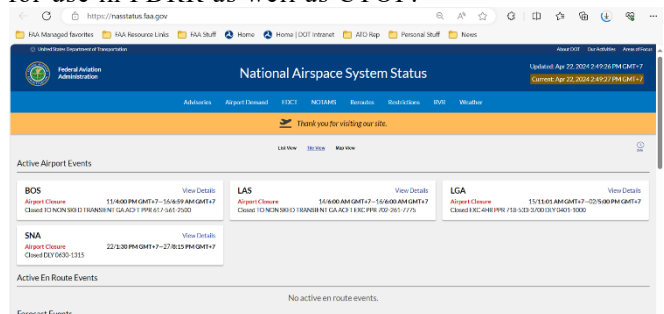 for use in PDRR as well as CTOP.
https://nasstatus.faa.gov
FAA Managed favorites FAA Resource Links FAA Stuff Home Home | DOT Intranet ATO Rep Personal Stuff News
United States Department of Transportation About DOT Our Activities Areas of Focus
Federal Aviation
Administration
National Airspace System Status
Updated: Apr 22, 2024 2:49:26 PM GMT+7
Current: Apr 22, 2024 2:49:27 PM GMT+7
Advisories Airport Demand EDCT NOTAMS Reroutes Restrictions RVR Weather
Thank you for visiting our site.
List View Tile View Map View
Active Airport Events
BOS View Details
Airport Closure 11/4:00 PM GMT+7—16/6:59 AM GMT+7
Closed TO NON SKED TRANSIENT GA ACFT PPR 617-561-2500
LAS View Details
Airport Closure 14/6:00 AM GMT+7—16/6:00 AM GMT+7
Closed TO NON SKED TRANSIENT GA ACFT EXC PPR 702-261-7775
LGA View Details
Airport Closure 15/11:01 AM GMT+7—02/5:00 PM GMT+7
Closed EXC 4HR PPR 718-533-3700 DLY 0401-1000
SNA View Details
Airport Closure 22/1:30 PM GMT+7—27/8:15 PM GMT+7
Closed DLY 0630-1315
Active En Route Events
No active en route events.
Forecast Events